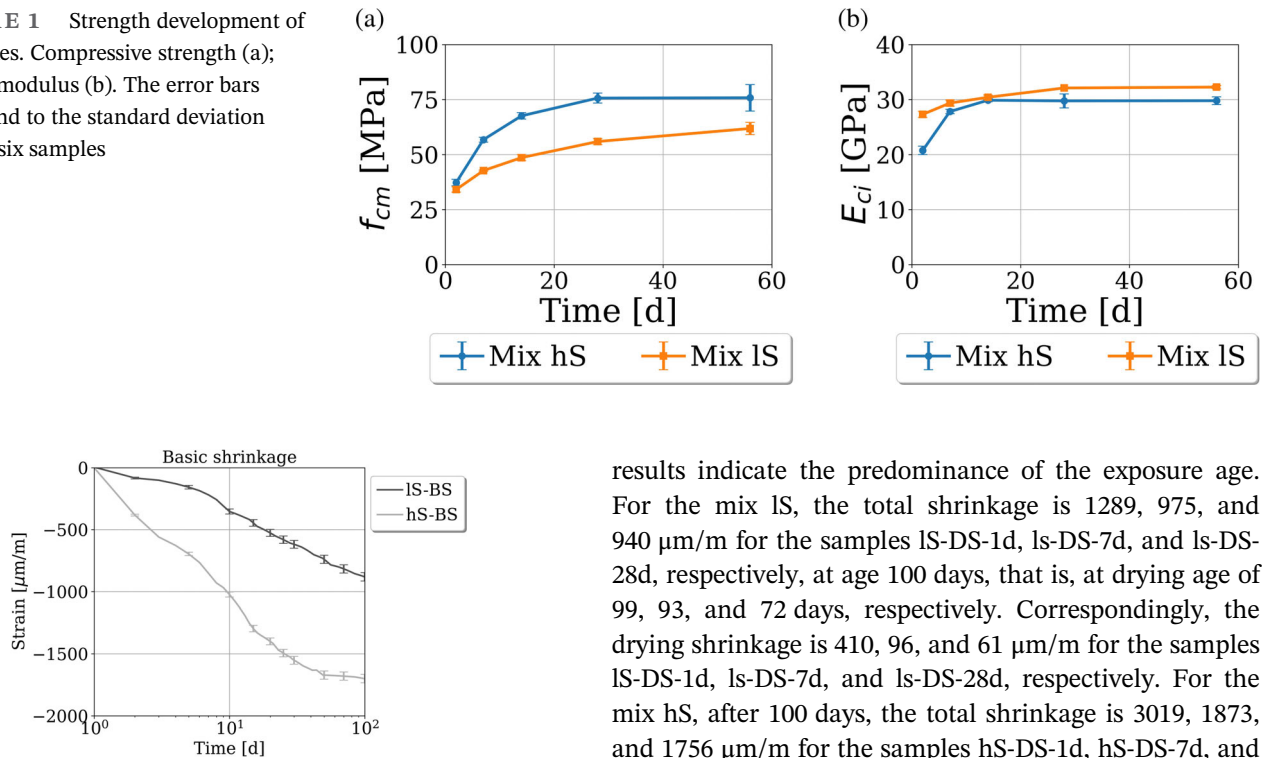 E 1 Strength development of
es. Compressive strength (a);
modulus (b). The error bars
nd to the standard deviation
six samples
(a)
100
75
50
25
0
f_cm [MPa]
0 20 40 60
Time [d]
Mix hS Mix lS
(b)
40
30
20
10
0
E_ci [GPa]
0 20 40 60
Time [d]
Mix hS Mix lS
Basic shrinkage
0
−500
−1000
−1500
−2000
Strain [μm/m]
10⁰ 10¹ 10²
Time [d]
lS-BS
hS-BS
results indicate the predominance of the exposure age.
For the mix lS, the total shrinkage is 1289, 975, and
940 μm/m for the samples lS-DS-1d, ls-DS-7d, and ls-DS-
28d, respectively, at age 100 days, that is, at drying age of
99, 93, and 72 days, respectively. Correspondingly, the
drying shrinkage is 410, 96, and 61 μm/m for the samples
lS-DS-1d, ls-DS-7d, and ls-DS-28d, respectively. For the
mix hS, after 100 days, the total shrinkage is 3019, 1873,
and 1756 μm/m for the samples hS-DS-1d, hS-DS-7d, and